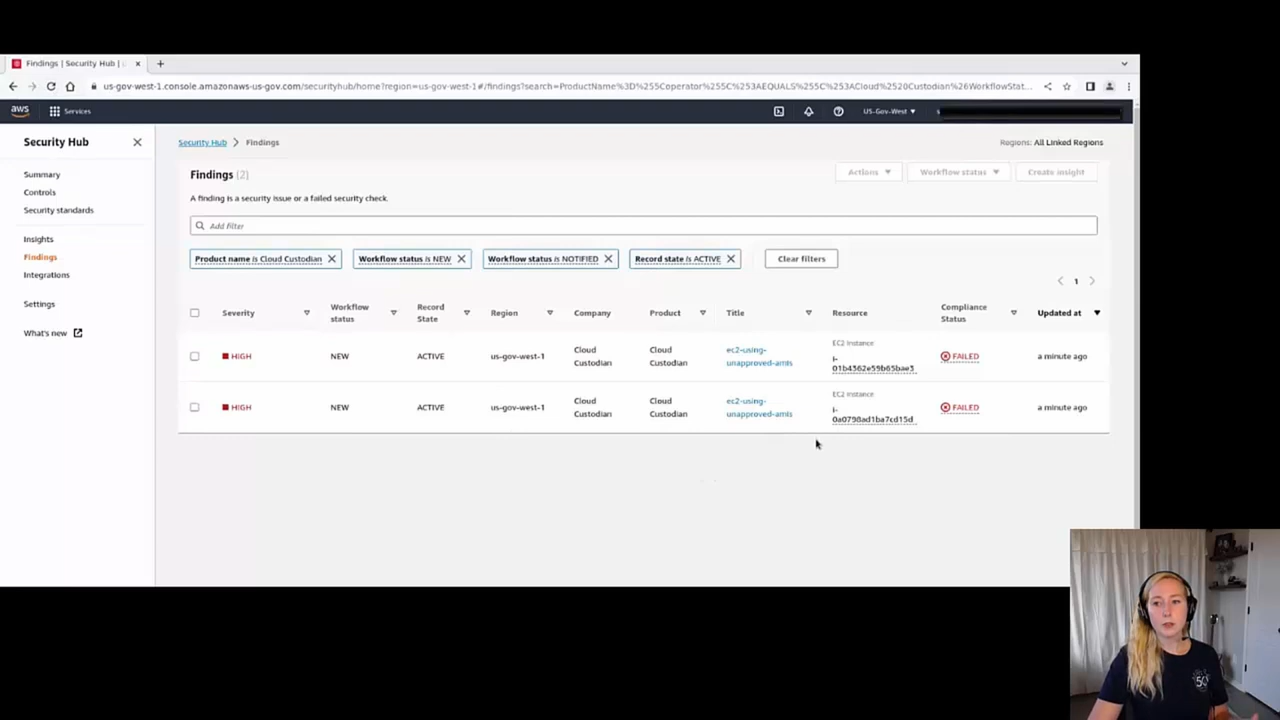 Findings | Security Hub |
us-gov-west-1.console.amazonaws-us-gov.com/securityhub/home?region=us-gov-west-1#/findings?search=ProductName%3D%255Coperator%255C%253AEQUALS%255C%253ACloud%2520Custodian%26WorkflowStat...
aws
Services
US-Gov-West
Security Hub
Summary
Controls
Security standards
Insights
Findings
Integrations
Settings
What's new
Security Hub > Findings
Regions: All Linked Regions
Findings (2)
Actions
Workflow status
Create insight
A finding is a security issue or a failed security check.
Add filter
Product name is Cloud Custodian
Workflow status is NEW
Workflow status is NOTIFIED
Record state is ACTIVE
Clear filters
1
Severity
Workflow
status
Record
State
Region
Company
Product
Title
Resource
Compliance
Status
Updated at
HIGH
NEW
ACTIVE
us-gov-west-1
Cloud
Custodian
Cloud
Custodian
ec2-using-
unapproved-amis
EC2 Instance
i-
01b4562e59b65bae3
FAILED
a minute ago
HIGH
NEW
ACTIVE
us-gov-west-1
Cloud
Custodian
Cloud
Custodian
ec2-using-
unapproved-amis
EC2 Instance
i-
0a0798ad1ba7cd15d
FAILED
a minute ago